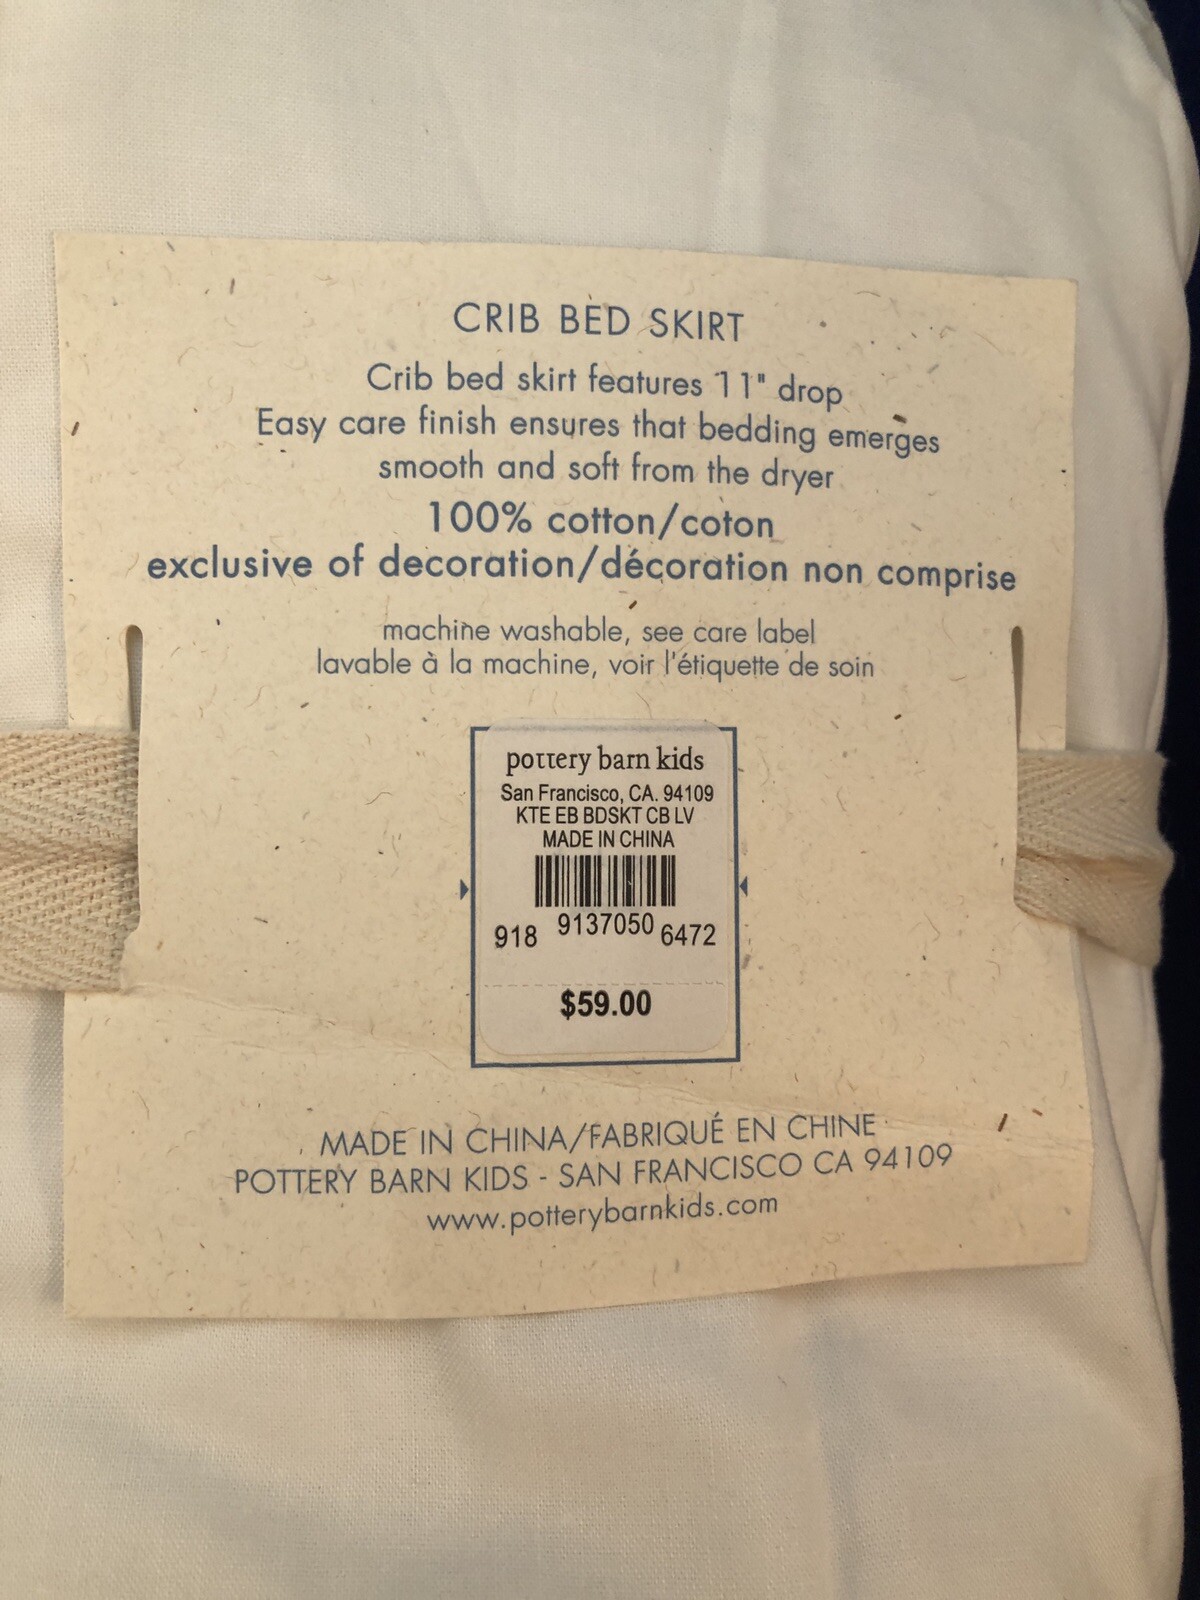 CRIB BED SKIRT
Crib bed skirt features 11" drop
Easy care finish ensures that bedding emerges
smooth and soft from the dryer
100% cotton/coton
exclusive of decoration/décoration non comprise
machine washable, see care label
lavable à la machine, voir l'étiquette de soin
pottery barn kids
San Francisco, CA. 94109
KTE EB BDSKT CB LV
MADE IN CHINA
918 9137050 6472
$59.00
MADE IN CHINA/FABRIQUÉ EN CHINE
POTTERY BARN KIDS - SAN FRANCISCO CA 94109
www.potterybarnkids.com